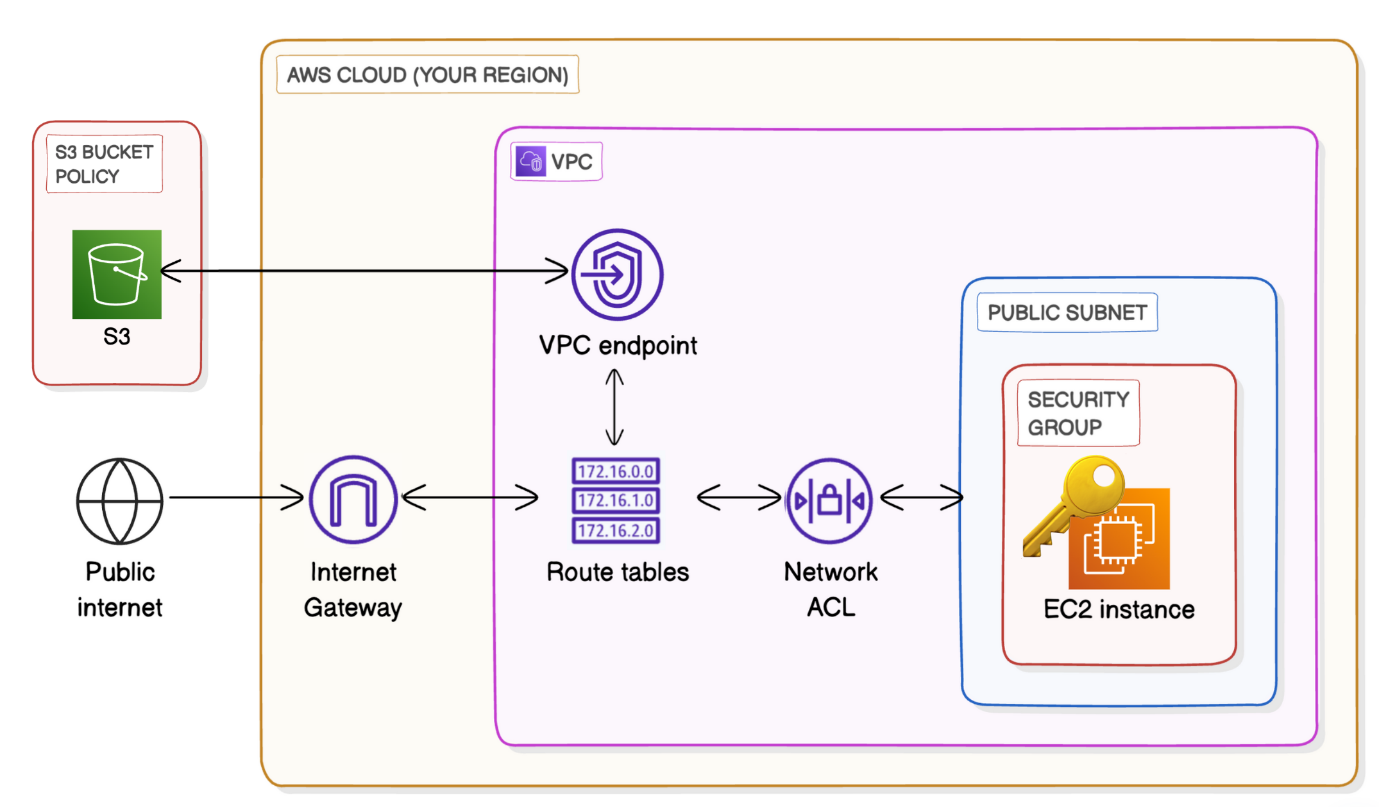 AWS CLOUD (YOUR REGION)
S3 BUCKET
POLICY
S3
VPC
VPC endpoint
PUBLIC SUBNET
SECURITY
GROUP
EC2 instance
172.16.0.0
172.16.1.0
172.16.2.0
Public
internet
Internet
Gateway
Route tables
Network
ACL